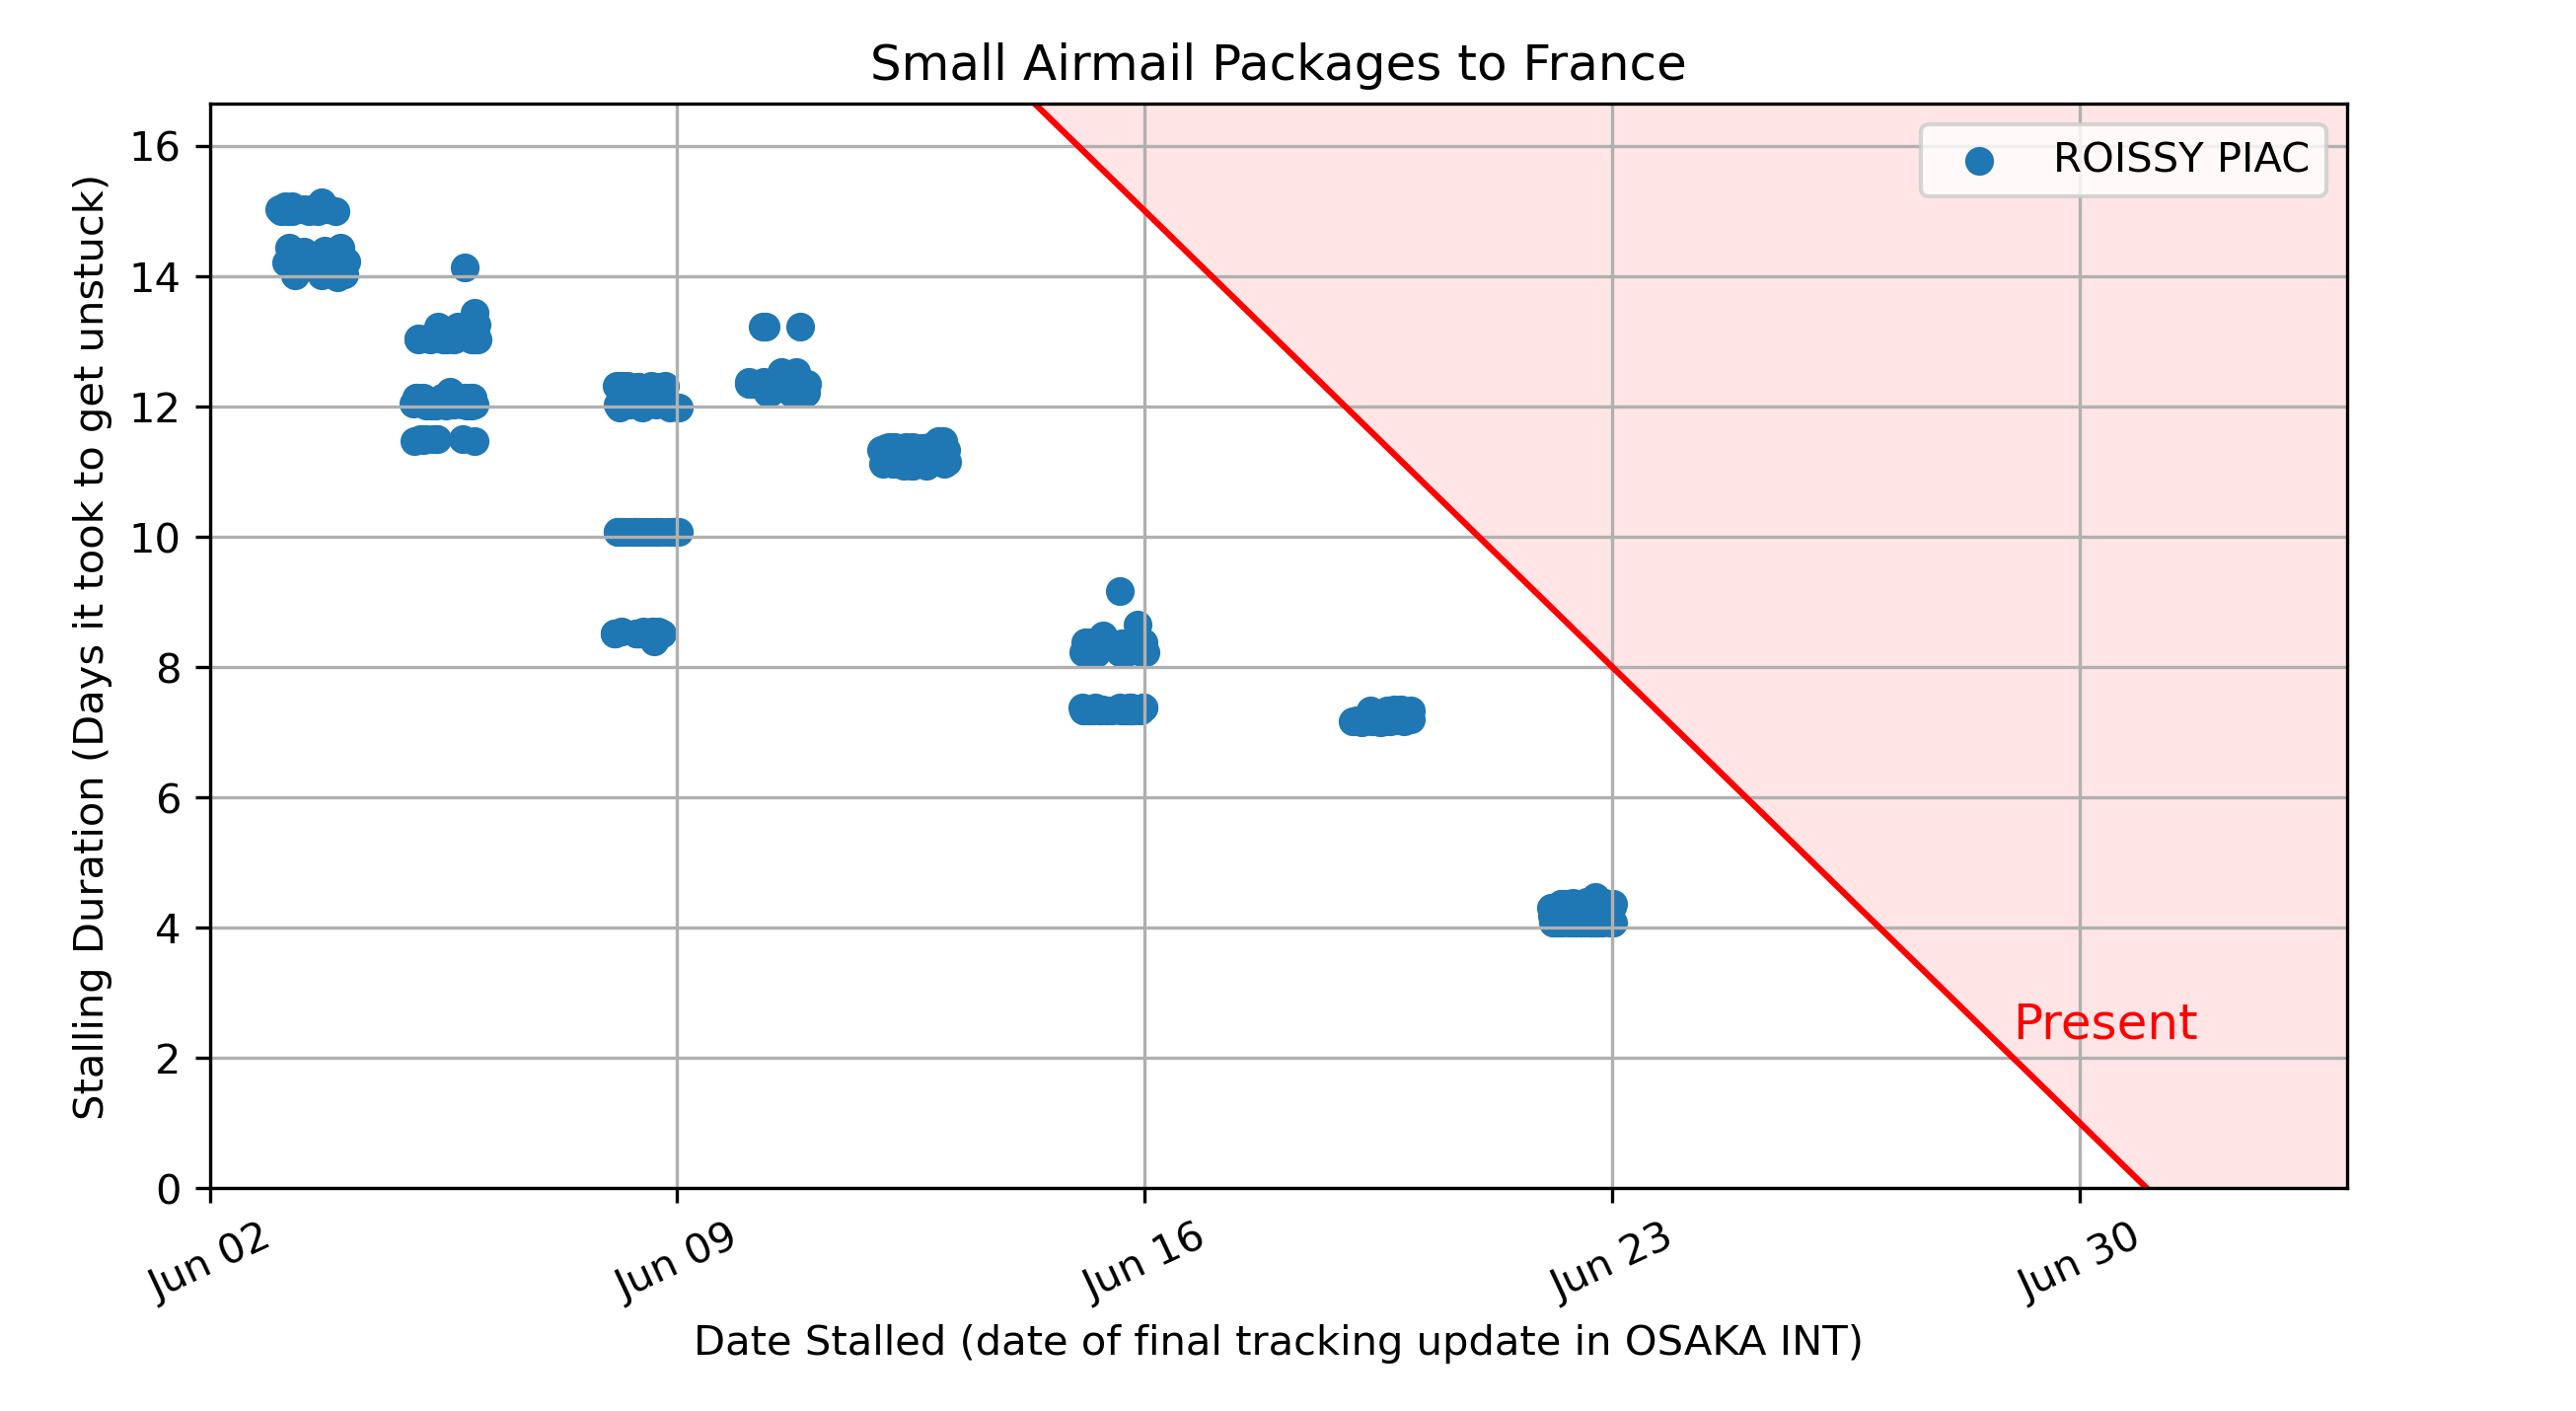 Small Airmail Packages to France
Stalling Duration (Days it took to get unstuck)
16
14
12
10
8
6
4
2
0
ROISSY PIAC
Present
Jun 02
Jun 09
Jun 16
Jun 23
Jun 30
Date Stalled (date of final tracking update in OSAKA INT)